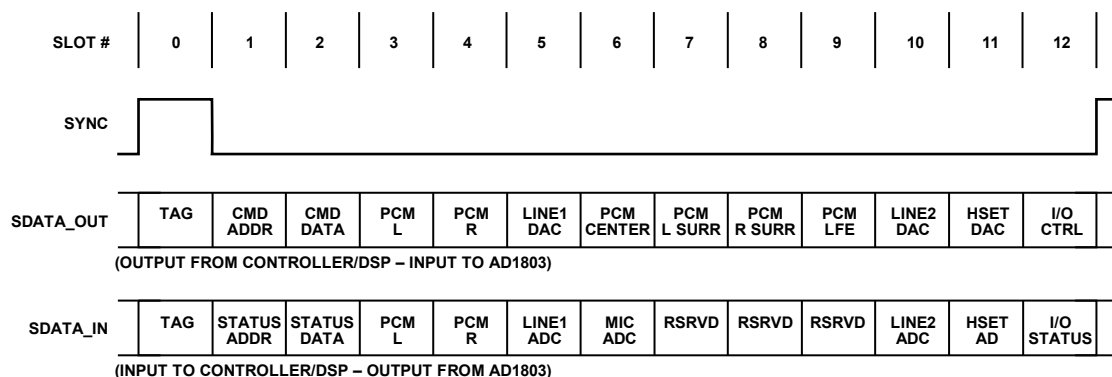 SLOT # 0 1 2 3 4 5 6 7 8 9 10 11 12
SYNC
SDATA_OUT TAG CMD ADDR CMD DATA PCM L PCM R LINE1 DAC PCM CENTER PCM L SURR PCM R SURR PCM LFE LINE2 DAC HSET DAC I/O CTRL
(OUTPUT FROM CONTROLLER/DSP – INPUT TO AD1803)
SDATA_IN TAG STATUS ADDR STATUS DATA PCM L PCM R LINE1 ADC MIC ADC RSRVD RSRVD RSRVD LINE2 ADC HSET AD I/O STATUS
(INPUT TO CONTROLLER/DSP – OUTPUT FROM AD1803)